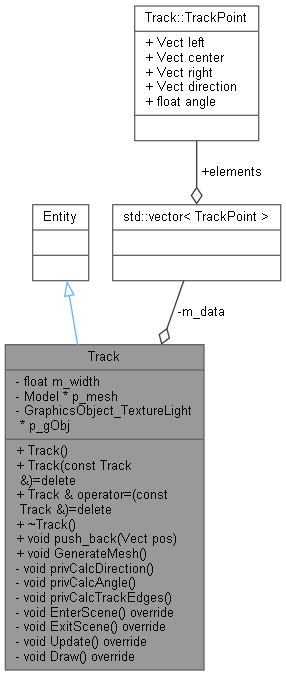 Track::TrackPoint
+ Vect left
+ Vect center
+ Vect right
+ Vect direction
+ float angle
+elements
Entity
std::vector< TrackPoint >
-m_data
Track
- float m_width
- Model * p_mesh
- GraphicsObject_TextureLight
* p_gObj
+ Track()
+ Track(const Track
&)=delete
+ Track & operator=(const
Track &)=delete
+ ~Track()
+ void push_back(Vect pos)
+ void GenerateMesh()
- void privCalcDirection()
- void privCalcAngle()
- void privCalcTrackEdges()
- void EnterScene() override
- void ExitScene() override
- void Update() override
- void Draw() override